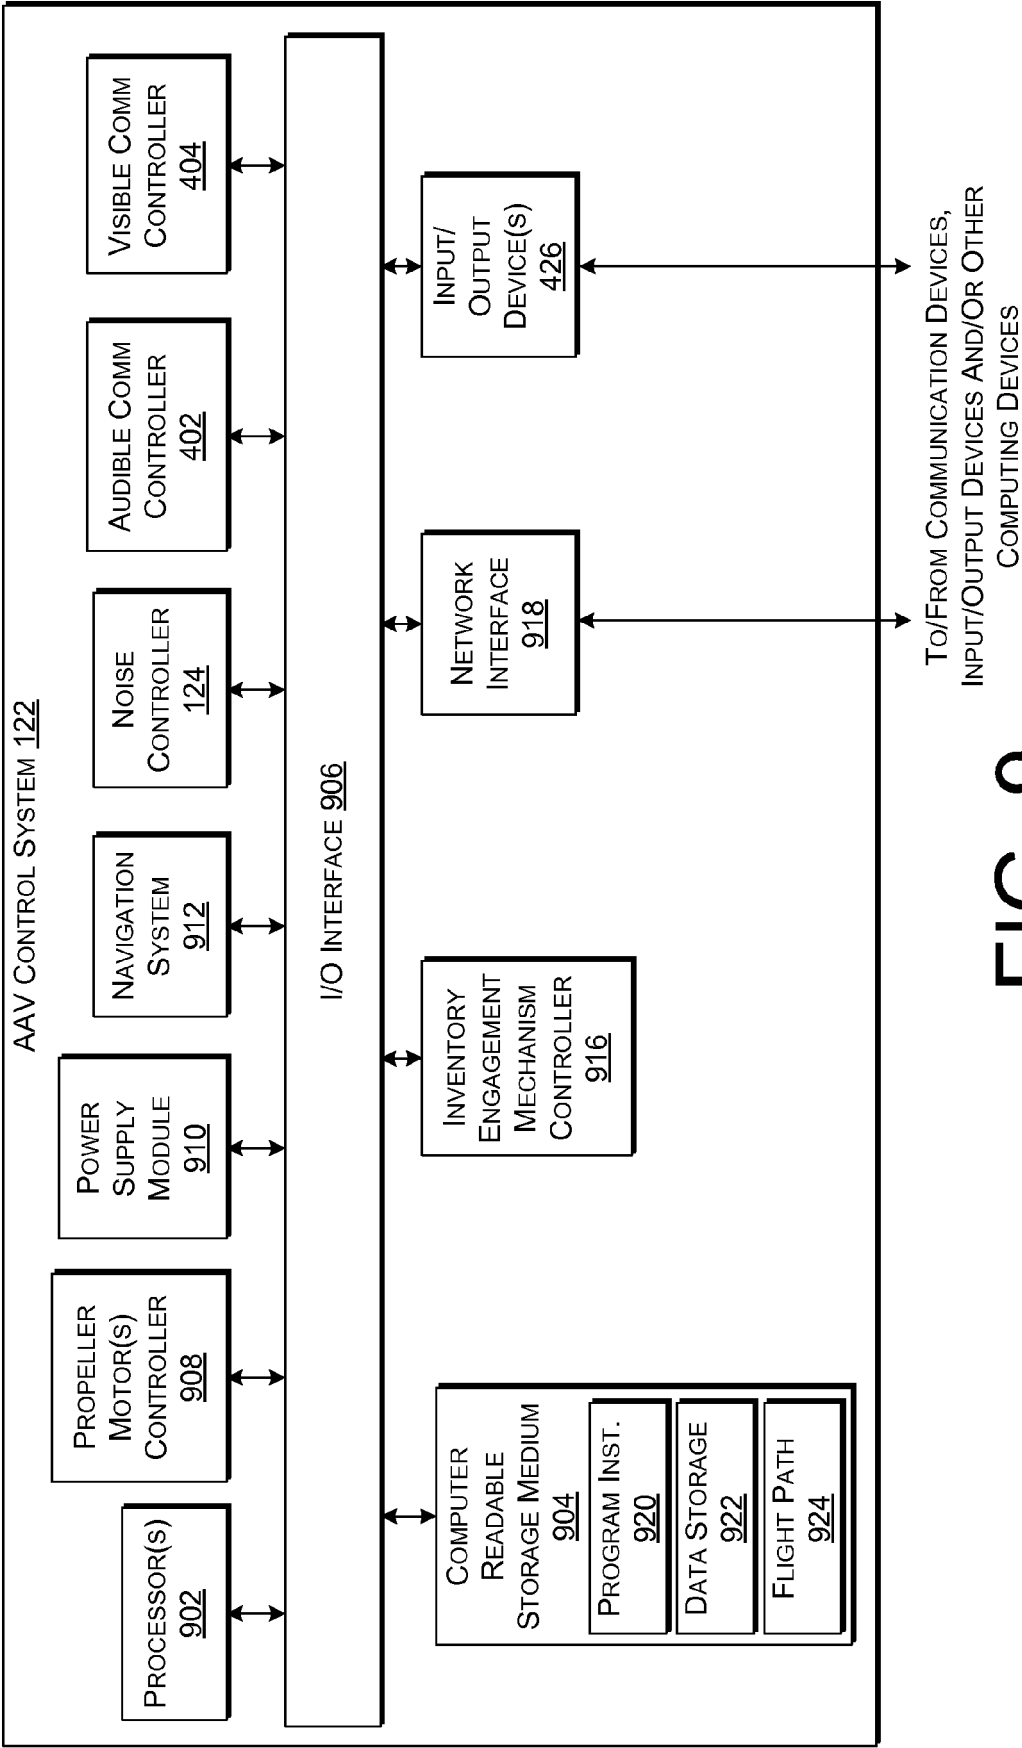 AAV CONTROL SYSTEM 122
PROCESSOR(S)
902
PROPELLER
MOTOR(S)
CONTROLLER
908
POWER
SUPPLY
MODULE
910
NAVIGATION
SYSTEM
912
NOISE
CONTROLLER
124
AUDIBLE COMM
CONTROLLER
402
VISIBLE COMM
CONTROLLER
404
I/O INTERFACE 906
COMPUTER
READABLE
STORAGE MEDIUM
904
PROGRAM INST.
920
DATA STORAGE
922
FLIGHT PATH
924
INVENTORY
ENGAGEMENT
MECHANISM
CONTROLLER
916
NETWORK
INTERFACE
918
INPUT/
OUTPUT
DEVICE(S)
426
TO/FROM COMMUNICATION DEVICES,
INPUT/OUTPUT DEVICES AND/OR OTHER
COMPUTING DEVICES
FIG.